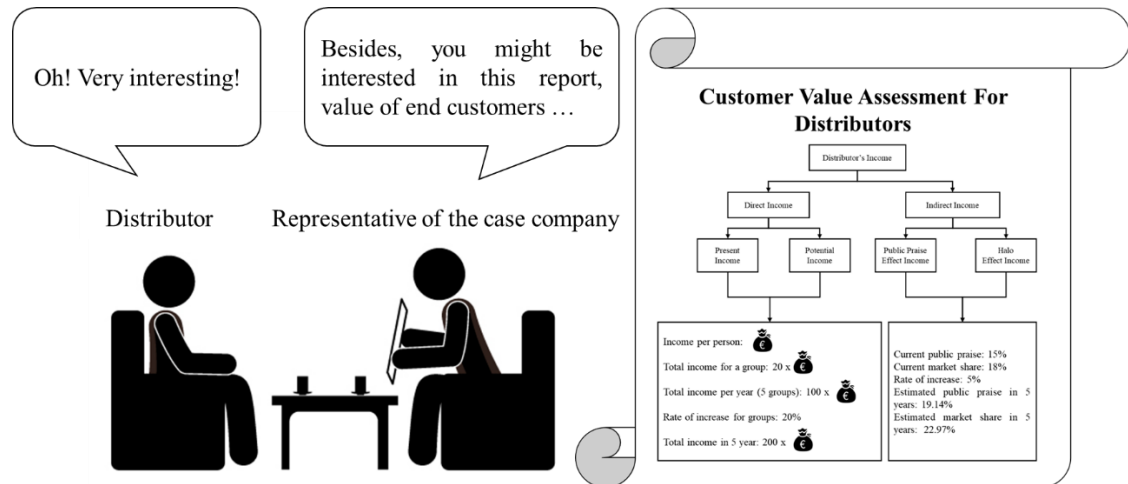 Oh! Very interesting!
Besides, you might be
interested in this report,
value of end customers …
Distributor
Representative of the case company
Customer Value Assessment For
Distributors
Distributor's Income
Direct Income
Indirect Income
Present
Income
Potential
Income
Public Praise
Effect Income
Halo
Effect Income
Income per person:
€
Total income for a group: 20 x
€
Total income per year (5 groups): 100 x
€
Rate of increase for groups: 20%
Total income in 5 year: 200 x
€
Current public praise: 15%
Current market share: 18%
Rate of increase: 5%
Estimated public praise in 5
years: 19.14%
Estimated market share in 5
years: 22.97%